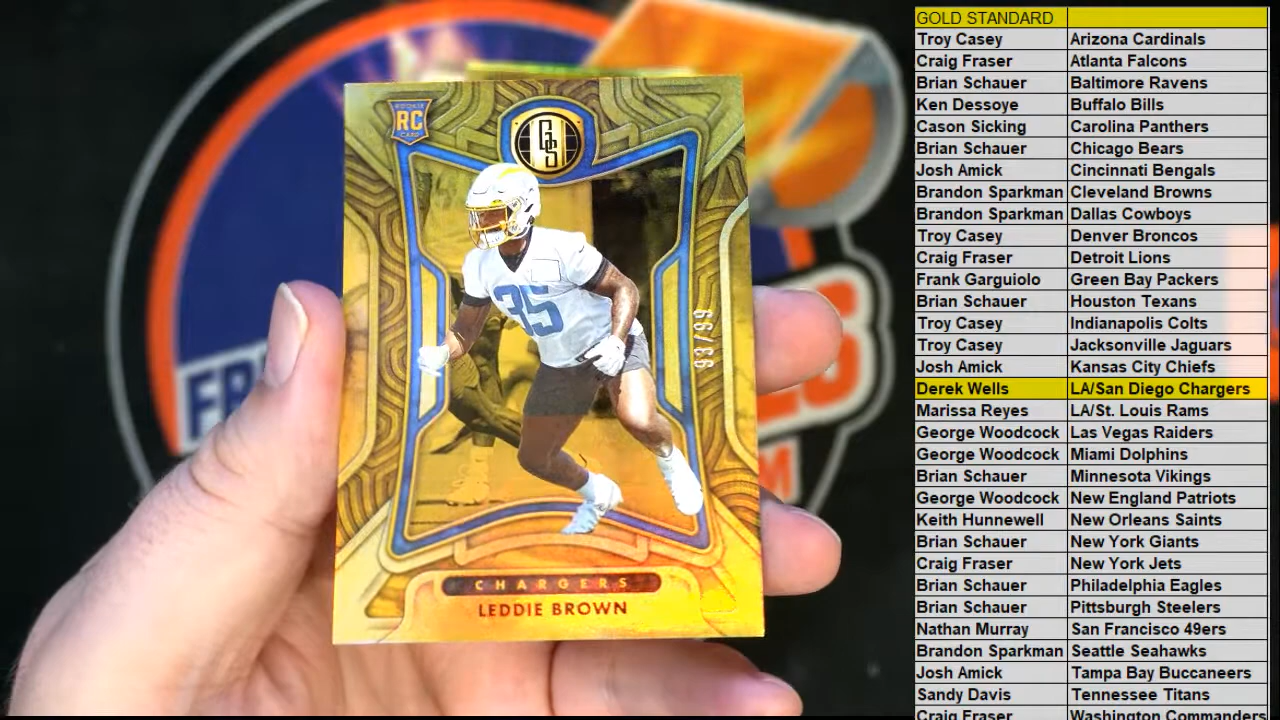 ROOKIE
RC
CARD
GS
35
93/99
CHARGERS
LEDDIE BROWN
FR
S
M
GOLD STANDARD
Troy Casey Arizona Cardinals
Craig Fraser Atlanta Falcons
Brian Schauer Baltimore Ravens
Ken Dessoye Buffalo Bills
Cason Sicking Carolina Panthers
Brian Schauer Chicago Bears
Josh Amick Cincinnati Bengals
Brandon Sparkman Cleveland Browns
Brandon Sparkman Dallas Cowboys
Troy Casey Denver Broncos
Craig Fraser Detroit Lions
Frank Garguiolo Green Bay Packers
Brian Schauer Houston Texans
Troy Casey Indianapolis Colts
Troy Casey Jacksonville Jaguars
Josh Amick Kansas City Chiefs
Derek Wells LA/San Diego Chargers
Marissa Reyes LA/St. Louis Rams
George Woodcock Las Vegas Raiders
George Woodcock Miami Dolphins
Brian Schauer Minnesota Vikings
George Woodcock New England Patriots
Keith Hunnewell New Orleans Saints
Brian Schauer New York Giants
Craig Fraser New York Jets
Brian Schauer Philadelphia Eagles
Brian Schauer Pittsburgh Steelers
Nathan Murray San Francisco 49ers
Brandon Sparkman Seattle Seahawks
Josh Amick Tampa Bay Buccaneers
Sandy Davis Tennessee Titans
Craig Fraser Washington Commanders